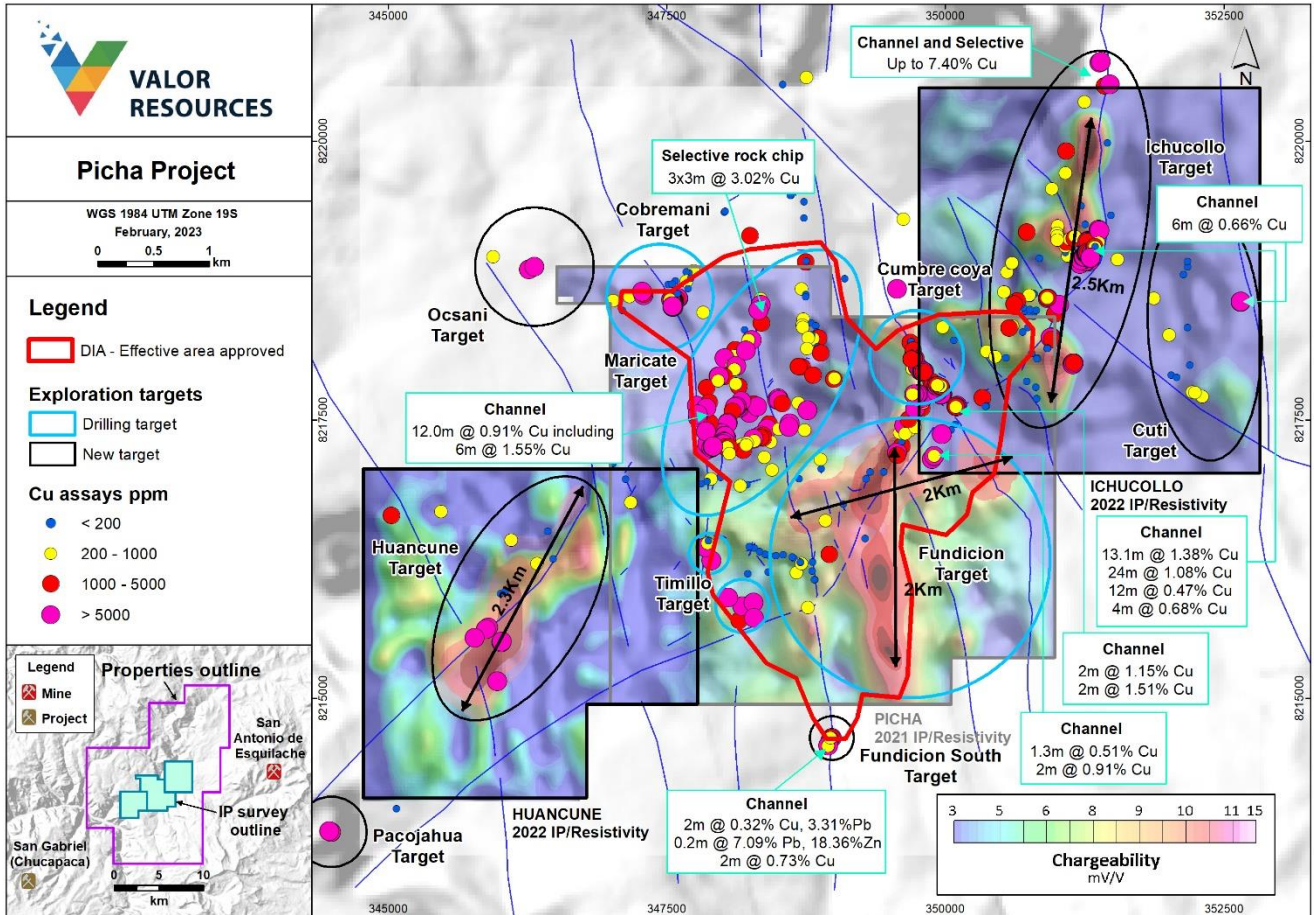 VALOR
RESOURCES
Picha Project
WGS 1984 UTM Zone 19S
February, 2023
0 0.5 1
km
Legend
DIA - Effective area approved
Exploration targets
Drilling target
New target
Cu assays ppm
< 200
200 - 1000
1000 - 5000
> 5000
Legend
Mine
Project
Properties outline
San
Antonio de
Esquilache
IP survey
outline
San Gabriel
(Chucapaca)
0 5 10
km
345000
347500
350000
352500
8220000
8217500
8215000
8220000
8217500
8215000
345000
347500
350000
352500
N
Channel and Selective
Up to 7.40% Cu
Ichucollo
Target
Selective rock chip
3x3m @ 3.02% Cu
Channel
6m @ 0.66% Cu
Cobremani
Target
Cumbre coya
Target
2.5Km
Ocsani
Target
Maricate
Target
Channel
12.0m @ 0.91% Cu including
6m @ 1.55% Cu
Cuti
Target
ICHUCOLLO
2022 IP/Resistivity
2Km
Huancune
Target
2.3Km
Timillo
Target
Fundicion
Target
2Km
Channel
13.1m @ 1.38% Cu
24m @ 1.08% Cu
12m @ 0.47% Cu
4m @ 0.68% Cu
Channel
2m @ 1.15% Cu
2m @ 1.51% Cu
Channel
1.3m @ 0.51% Cu
2m @ 0.91% Cu
PICHA
2021 IP/Resistivity
Fundicion South
Target
HUANCUNE
2022 IP/Resistivity
Pacojahua
Target
Channel
2m @ 0.32% Cu, 3.31%Pb
0.2m @ 7.09% Pb, 18.36%Zn
2m @ 0.73% Cu
3 5 6 8 9 10 11 15
Chargeability
mV/V